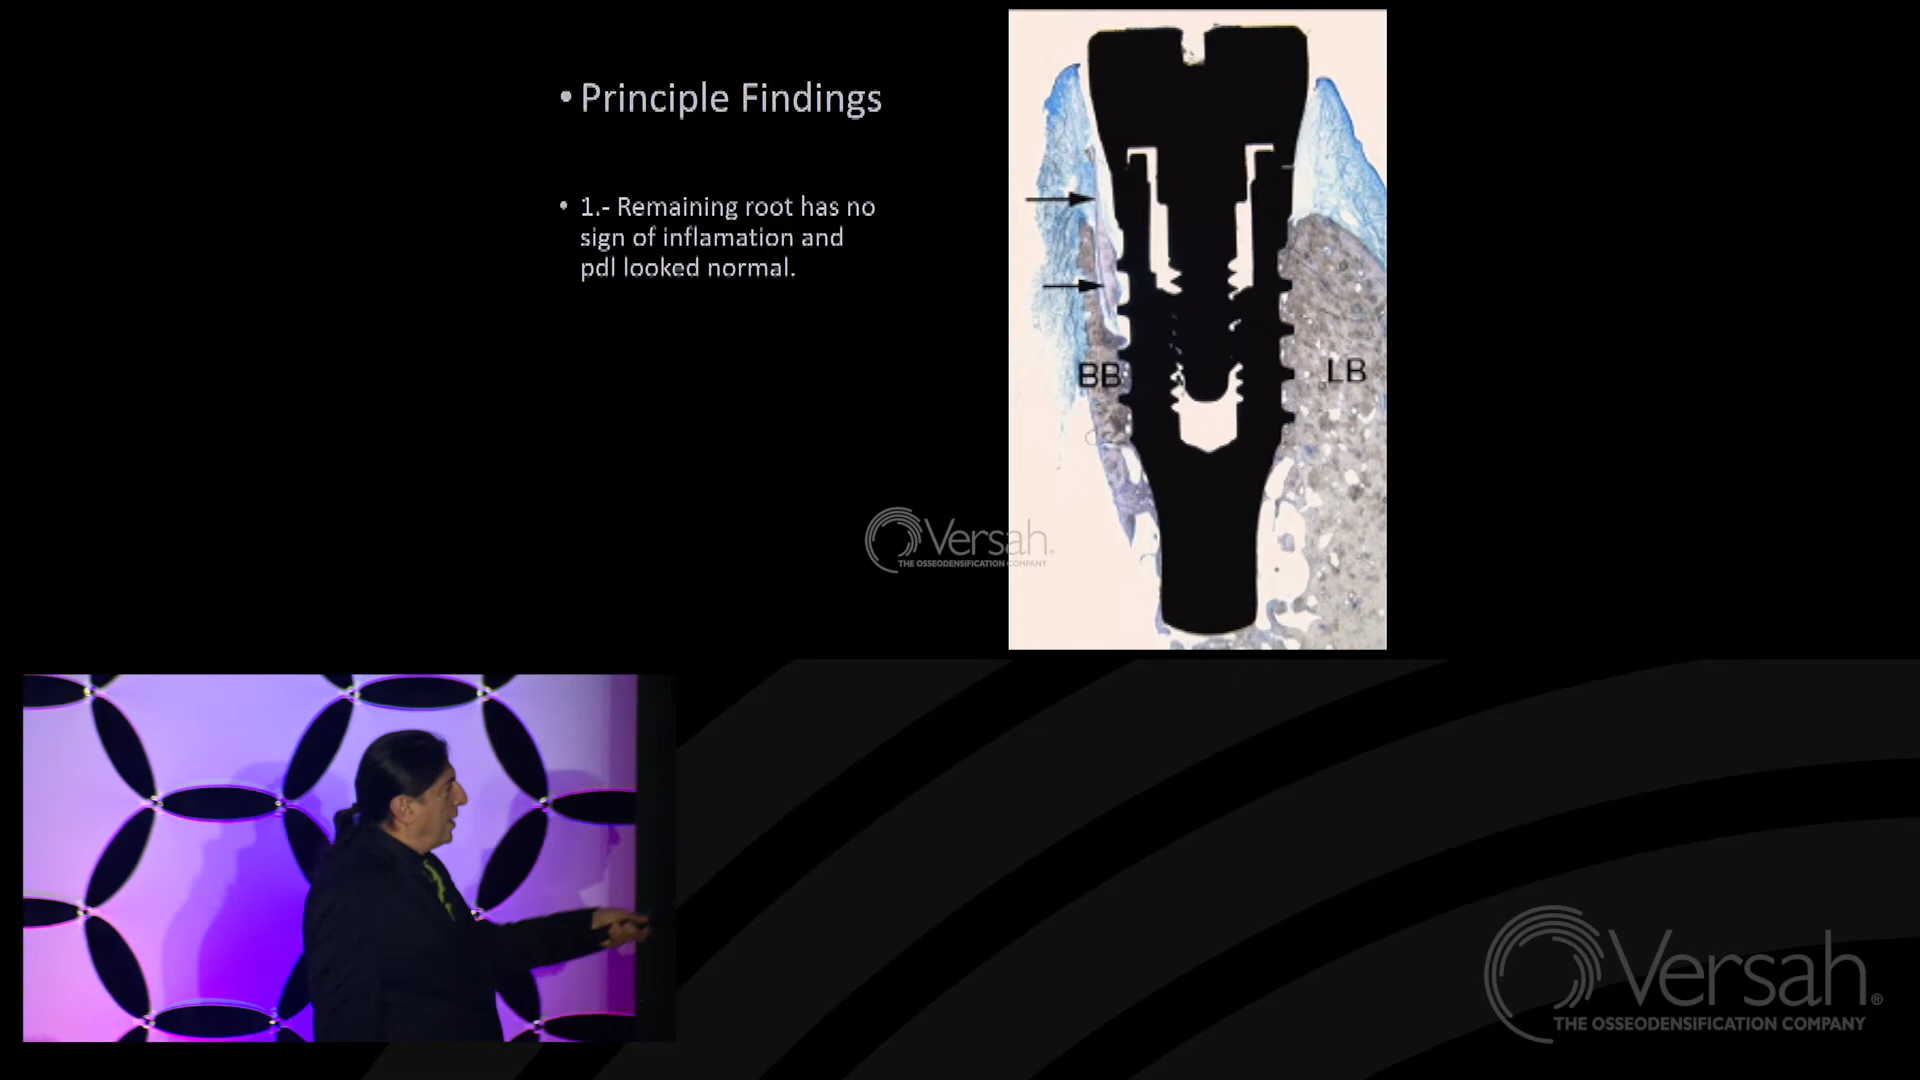 • Principle Findings
• 1.- Remaining root has no
sign of inflamation and
pdl looked normal.
BB
LB
Versah®
THE OSSEODENSIFICATION COMPANY
Versah®
THE OSSEODENSIFICATION COMPANY